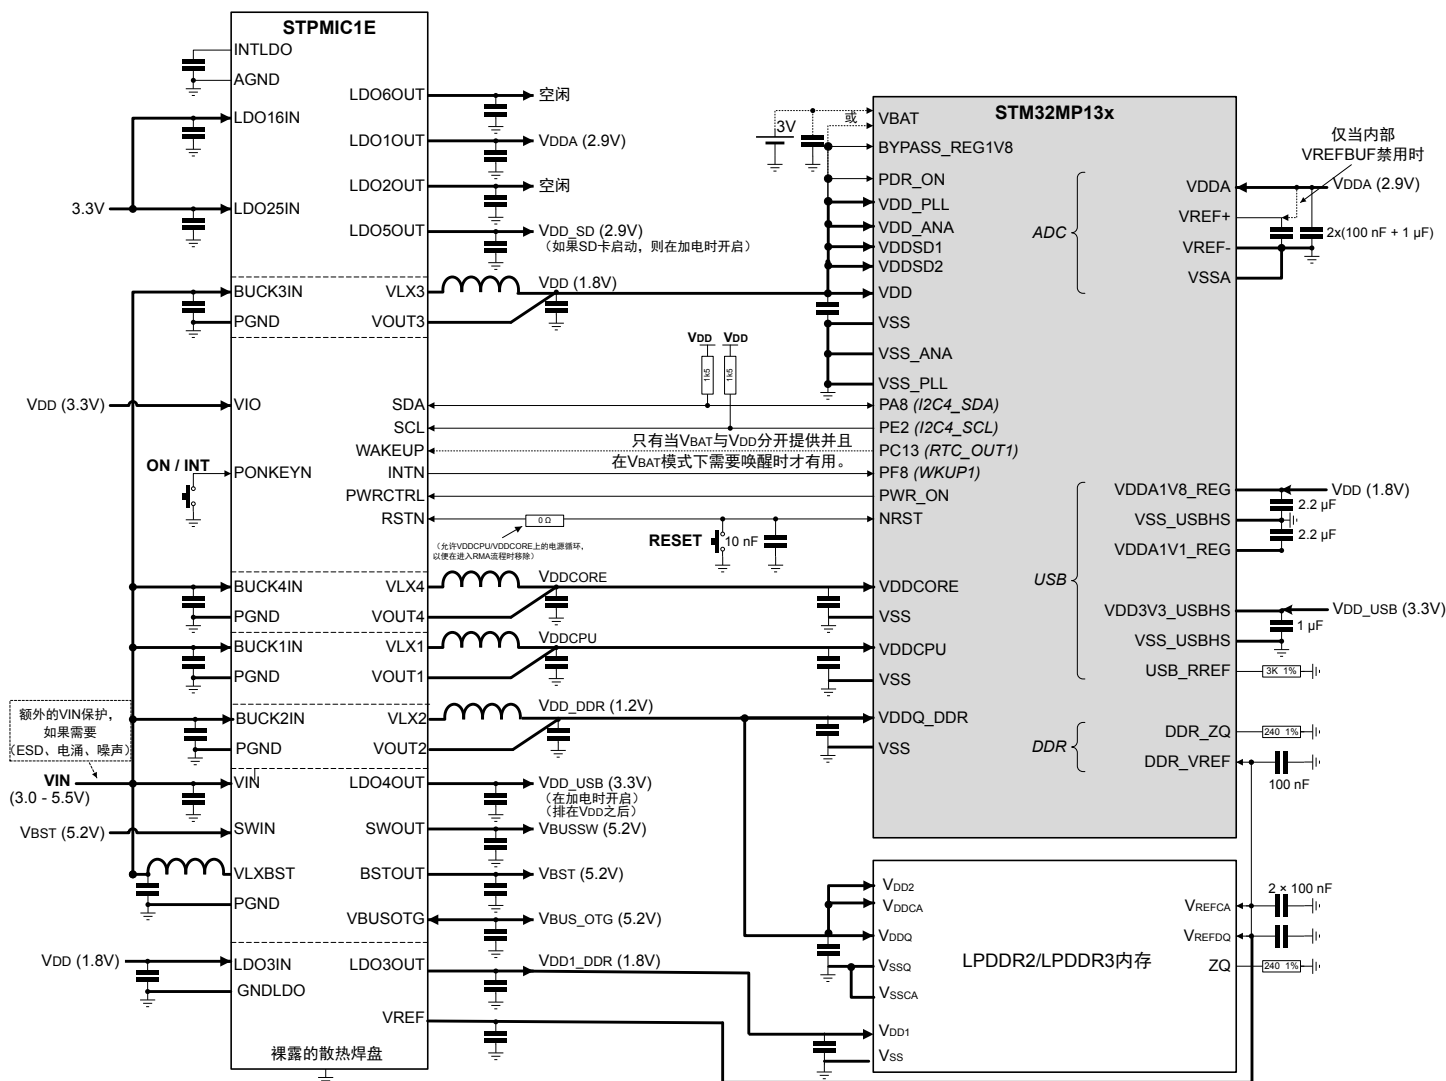 STPMIC1E
INTLDO
AGND
LDO6OUT
空闲
LDO16IN
LDO1OUT
VDDA (2.9V)
LDO2OUT
空闲
3.3V
LDO25IN
LDO5OUT
VDD_SD (2.9V)
（如果SD卡启动，则在加电时开启）
BUCK3IN
VLX3
VDD (1.8V)
PGND
VOUT3
VDD (3.3V)
VIO
SDA
SCL
WAKEUP
ON / INT
PONKEYN
INTN
PWRCTRL
RSTN
0 Ω
（允许VDDCPU/VDDCORE上的电源循环，
以便在进入RMA流程时移除）
VDD
VDD
1k5
1k5
只有当VBAT与VDD分开提供并且
在VBAT模式下需要唤醒时才有用。
RESET
10 nF
BUCK4IN
VLX4
VDDCORE
PGND
VOUT4
BUCK1IN
VLX1
VDDCPU
PGND
VOUT1
额外的VIN保护，
如果需要
（ESD、电涌、噪声）
BUCK2IN
VLX2
VDD_DDR (1.2V)
PGND
VOUT2
VIN
(3.0 - 5.5V)
VIN
LDO4OUT
VDD_USB (3.3V)
（在加电时开启）
（排在VDD之后）
VBST (5.2V)
SWIN
SWOUT
VBUSSW (5.2V)
VLXBST
BSTOUT
VBST (5.2V)
PGND
VBUSOTG
VBUS_OTG (5.2V)
VDD (1.8V)
LDO3IN
LDO3OUT
VDD1_DDR (1.8V)
GNDLDO
VREF
裸露的散热焊盘
STM32MP13x
3V
或
VBAT
BYPASS_REG1V8
PDR_ON
VDD_PLL
VDD_ANA
VDDSD1
VDDSD2
VDD
VSS
VSS_ANA
VSS_PLL
PA8 (I2C4_SDA)
PE2 (I2C4_SCL)
PC13 (RTC_OUT1)
PF8 (WKUP1)
PWR_ON
NRST
VDDCORE
VSS
VDDCPU
VSS
VDDQ_DDR
VSS
ADC
VDDA
VREF+
VREF-
VSSA
仅当内部
VREFBUF禁用时
VDDA (2.9V)
2x(100 nF + 1 µF)
USB
VDDA1V8_REG
VDD (1.8V)
2.2 µF
VSS_USBHS
2.2 µF
VDDA1V1_REG
VDD3V3_USBHS
VDD_USB (3.3V)
1 µF
VSS_USBHS
USB_RREF
3K 1%
DDR
DDR_ZQ
240 1%
DDR_VREF
100 nF
LPDDR2/LPDDR3内存
VDD2
VDDCA
VDDQ
VSSQ
VSSCA
VDD1
VSS
2 × 100 nF
VREFCA
VREFDQ
ZQ
240 1%